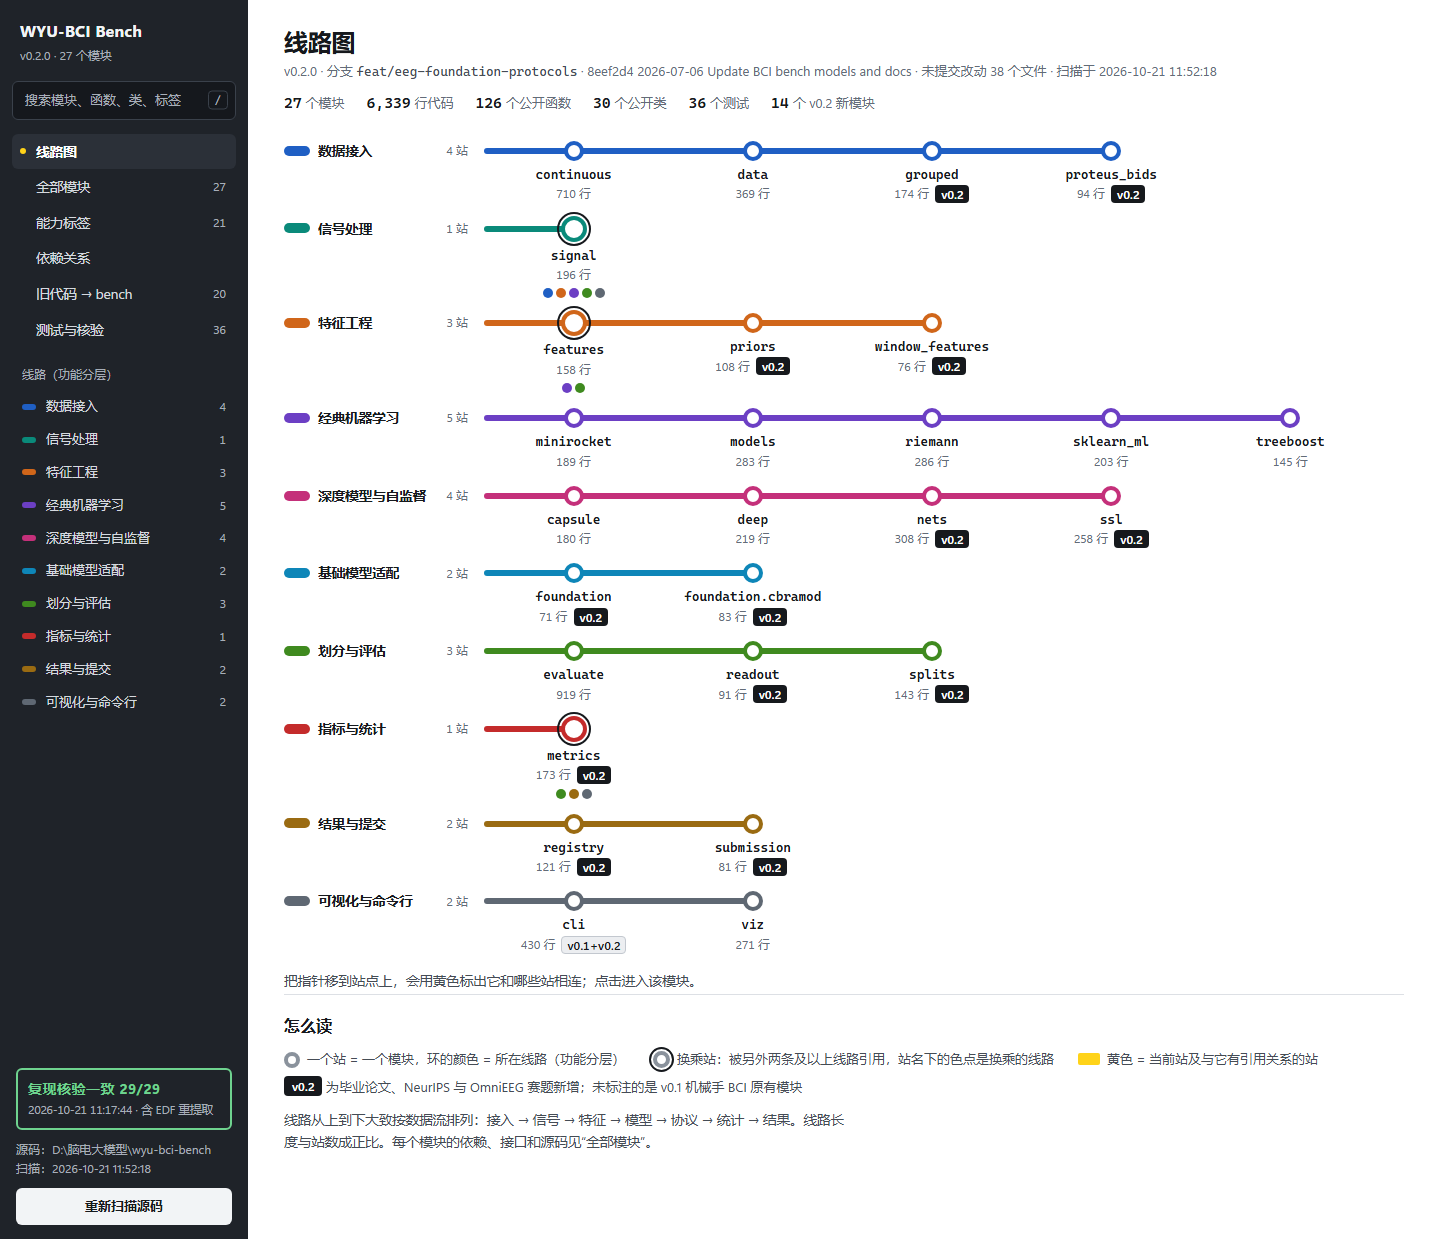 WYU-BCI Bench
v0.2.0 · 27 个模块
搜索模块、函数、类、标签 /
线路图
全部模块 27
能力标签 21
依赖关系
旧代码 → bench 20
测试与核验 36
线路（功能分层）
数据接入 4
信号处理 1
特征工程 3
经典机器学习 5
深度模型与自监督 4
基础模型适配 2
划分与评估 3
指标与统计 1
结果与提交 2
可视化与命令行 2
复现核验一致 29/29
2026-10-21 11:17:44 · 含 EDF 重提取
源码：D:\脑电大模型\wyu-bci-bench
扫描：2026-10-21 11:52:18
重新扫描源码
线路图
v0.2.0 · 分支 feat/eeg-foundation-protocols · 8eef2d4 2026-07-06 Update BCI bench models and docs · 未提交改动 38 个文件 · 扫描于 2026-10-21 11:52:18
27 个模块 6,339 行代码 126 个公开函数 30 个公开类 36 个测试 14 个 v0.2 新模块
数据接入 4 站
continuous data grouped proteus_bids
710 行 369 行 174 行 v0.2 94 行 v0.2
信号处理 1 站
signal
196 行
特征工程 3 站
features priors window_features
158 行 108 行 v0.2 76 行 v0.2
经典机器学习 5 站
minirocket models riemann sklearn_ml treeboost
189 行 283 行 286 行 203 行 145 行
深度模型与自监督 4 站
capsule deep nets ssl
180 行 219 行 308 行 v0.2 258 行 v0.2
基础模型适配 2 站
foundation foundation.cbramod
71 行 v0.2 83 行 v0.2
划分与评估 3 站
evaluate readout splits
919 行 91 行 v0.2 143 行 v0.2
指标与统计 1 站
metrics
173 行 v0.2
结果与提交 2 站
registry submission
121 行 v0.2 81 行 v0.2
可视化与命令行 2 站
cli viz
430 行 v0.1+v0.2 271 行
把指针移到站点上，会用黄色标出它和哪些站相连；点击进入该模块。
怎么读
一个站 = 一个模块，环的颜色 = 所在线路（功能分层） 换乘站：被另外两条及以上线路引用，站名下的色点是换乘的线路 黄色 = 当前站及与它有引用关系的站
v0.2 为毕业论文、NeurIPS 与 OmniEEG 赛题新增；未标注的是 v0.1 机械手 BCI 原有模块
线路从上到下大致按数据流排列：接入 → 信号 → 特征 → 模型 → 协议 → 统计 → 结果。线路长
度与站数成正比。每个模块的依赖、接口和源码见“全部模块”。